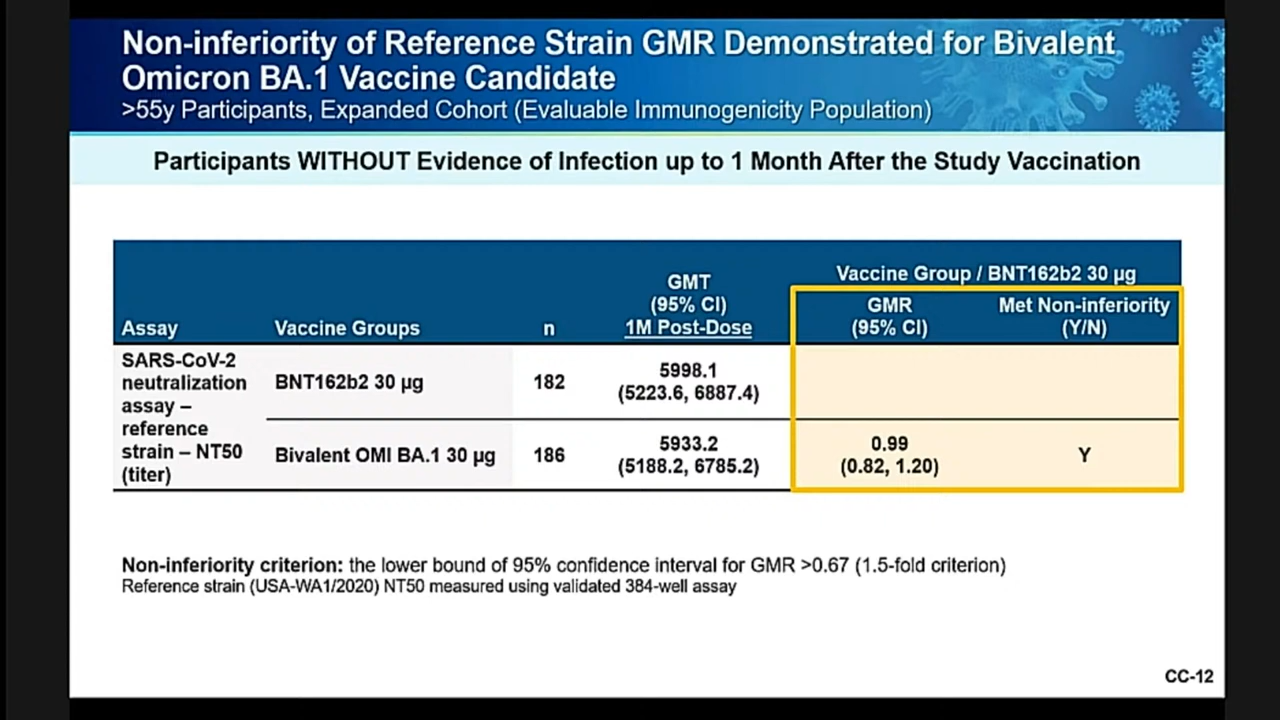 Non-inferiority of Reference Strain GMR Demonstrated for Bivalent
Omicron BA.1 Vaccine Candidate
>55y Participants, Expanded Cohort (Evaluable Immunogenicity Population)
Participants WITHOUT Evidence of Infection up to 1 Month After the Study Vaccination
Vaccine Group / BNT162b2 30 µg
Assay
Vaccine Groups
n
GMT
(95% CI)
1M Post-Dose
GMR
(95% CI)
Met Non-inferiority
(Y/N)
SARS-CoV-2
neutralization
assay –
reference
strain – NT50
(titer)
BNT162b2 30 µg
182
5998.1
(5223.6, 6887.4)
Bivalent OMI BA.1 30 µg
186
5933.2
(5188.2, 6785.2)
0.99
(0.82, 1.20)
Y
Non-inferiority criterion: the lower bound of 95% confidence interval for GMR >0.67 (1.5-fold criterion)
Reference strain (USA-WA1/2020) NT50 measured using validated 384-well assay
CC-12